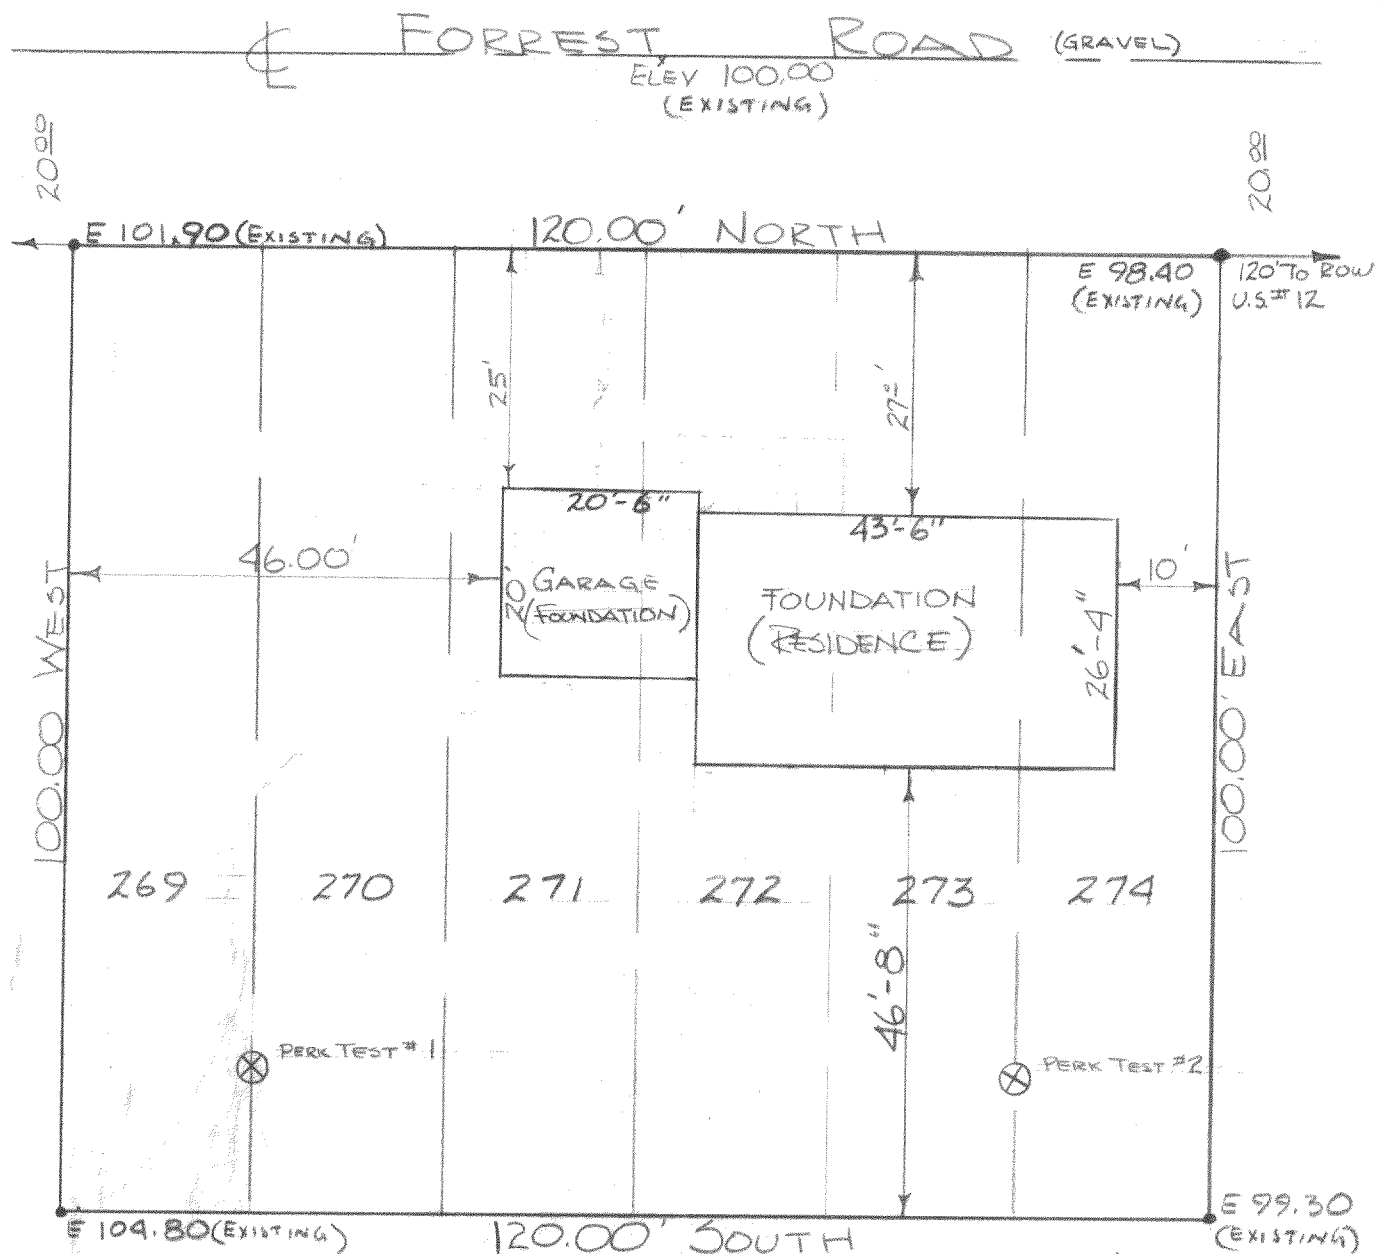 ℄ FORREST ROAD (GRAVEL)
ELEV 100.00
(EXISTING)
20.00
20.00
E 101.90 (EXISTING)
120.00' NORTH
E 98.40
(EXISTING)
120' TO ROW
U.S. #12
25'
27'
20'-6"
43'-6"
46.00'
20'
GARAGE
(FOUNDATION)
FOUNDATION
(RESIDENCE)
10'
26'-4"
100.00 WEST
100.00' EAST
269
270
271
272
273
274
46'-8"
PERK TEST #1
PERK TEST #2
E 104.80 (EXISTING)
120.00' SOUTH
E 99.30
(EXISTING)